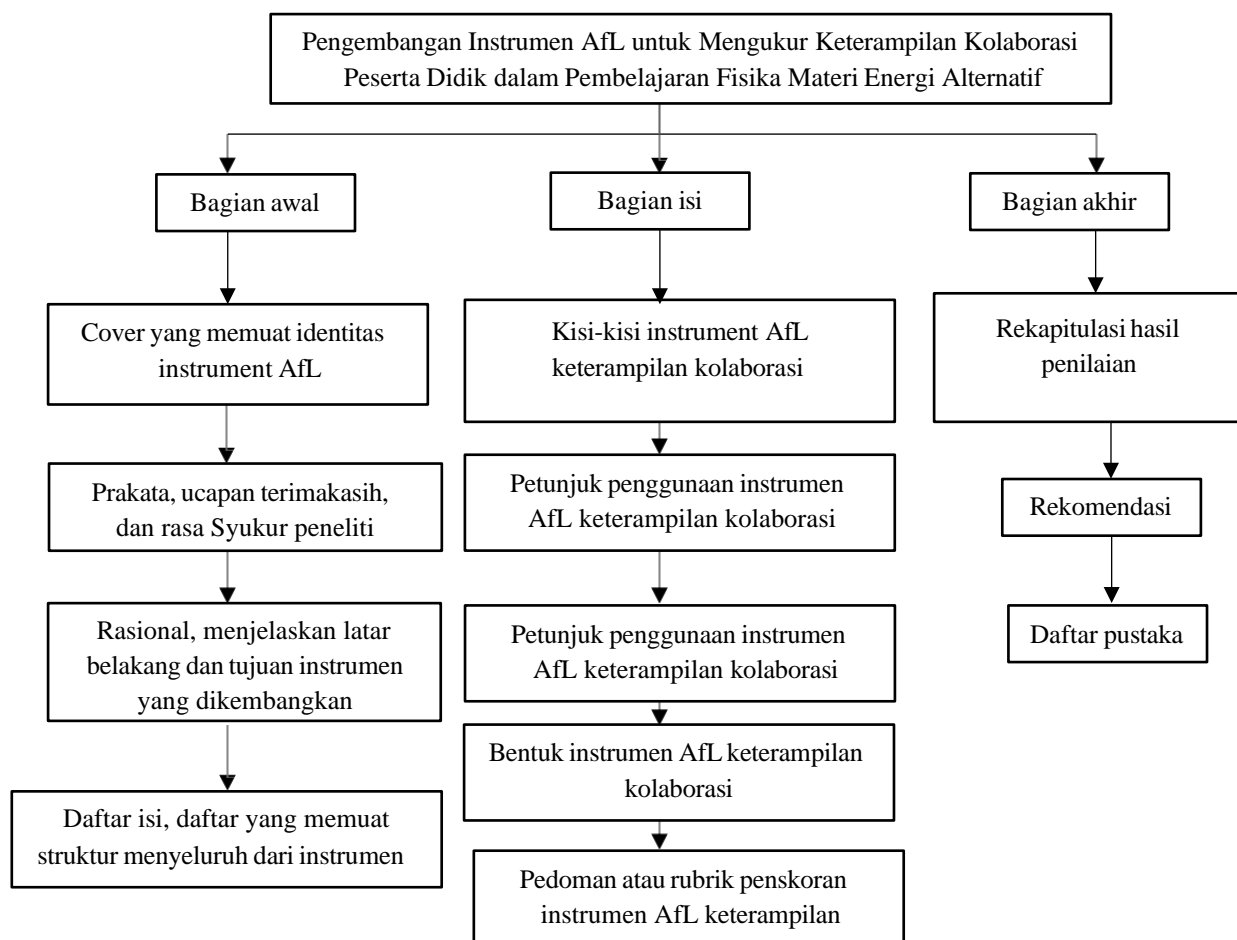 Pengembangan Instrumen AfL untuk Mengukur Keterampilan Kolaborasi
Peserta Didik dalam Pembelajaran Fisika Materi Energi Alternatif
Bagian awal
Bagian isi
Bagian akhir
Cover yang memuat identitas
instrument AfL
Prakata, ucapan terimakasih,
dan rasa Syukur peneliti
Rasional, menjelaskan latar
belakang dan tujuan instrumen
yang dikembangkan
Daftar isi, daftar yang memuat
struktur menyeluruh dari instrumen
Kisi-kisi instrument AfL
keterampilan kolaborasi
Petunjuk penggunaan instrumen
AfL keterampilan kolaborasi
Petunjuk penggunaan instrumen
AfL keterampilan kolaborasi
Bentuk instrumen AfL keterampilan
kolaborasi
Pedoman atau rubrik penskoran
instrumen AfL keterampilan
Rekapitulasi hasil
penilaian
Rekomendasi
Daftar pustaka